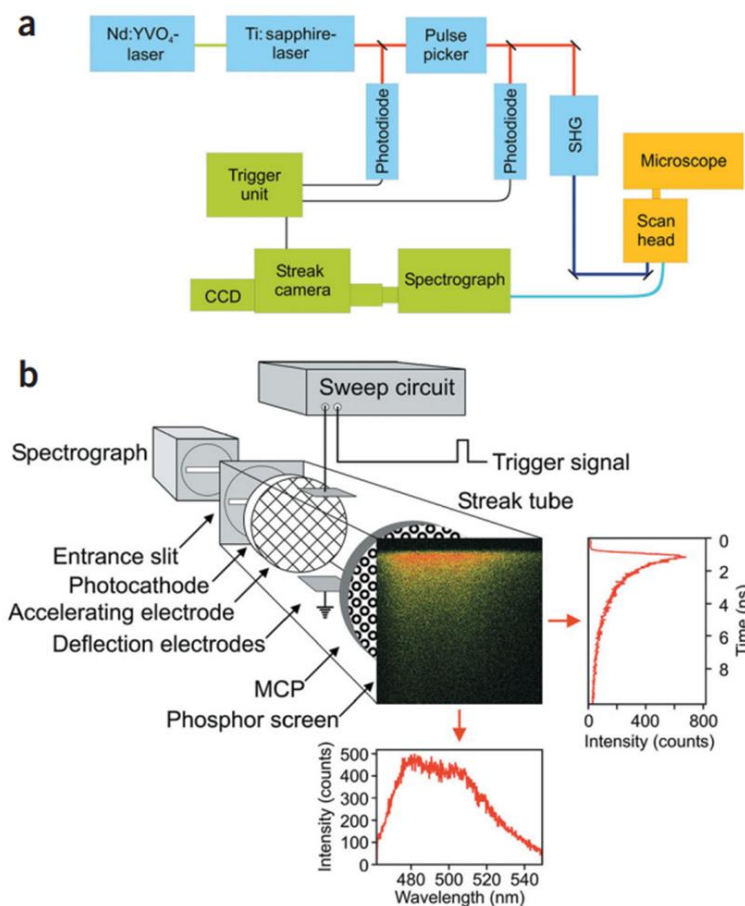 a
Nd:YVO4-
laser
Ti: sapphire-
laser
Pulse
picker
Photodiode
Photodiode
SHG
Microscope
Scan
head
Trigger
unit
Streak
camera
CCD
Spectrograph
b
Sweep circuit
Spectrograph
Trigger signal
Streak tube
Entrance slit
Photocathode
Accelerating electrode
Deflection electrodes
MCP
Phosphor screen
0
2
4
6
8
Time (ns)
0 400 800
Intensity (counts)
500
400
300
200
100
0
Intensity (counts)
480 500 520 540
Wavelength (nm)